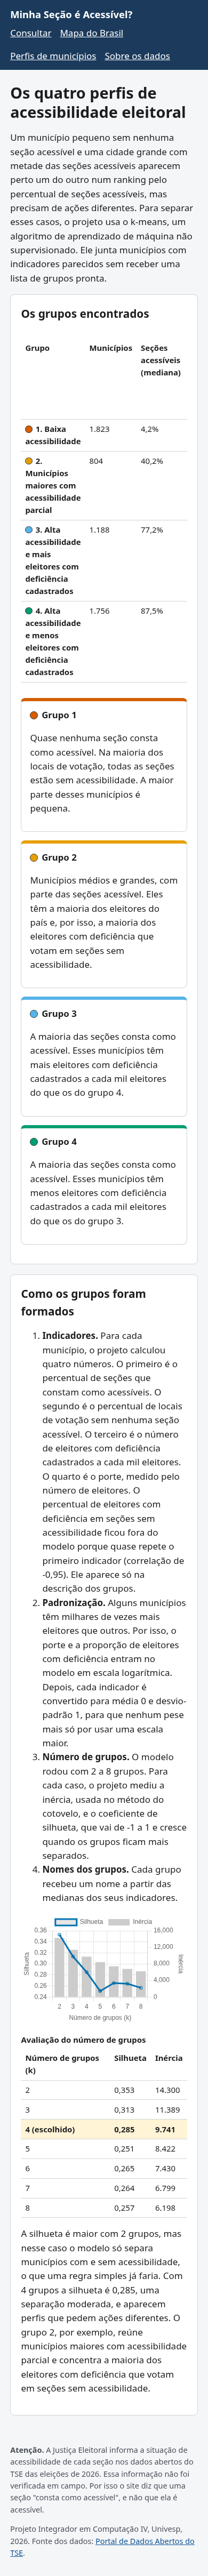 Minha Seção é Acessível?
Consultar Mapa do Brasil
Perfis de municípios Sobre os dados
Os quatro perfis de
acessibilidade eleitoral
Um município pequeno sem nenhuma
seção acessível e uma cidade grande com
metade das seções acessíveis aparecem
perto um do outro num ranking pelo
percentual de seções acessíveis, mas
precisam de ações diferentes. Para separar
esses casos, o projeto usa o k-means, um
algoritmo de aprendizado de máquina não
supervisionado. Ele junta municípios com
indicadores parecidos sem receber uma
lista de grupos pronta.
Os grupos encontrados
Grupo Municípios Seções
acessíveis
(mediana)
1. Baixa 1.823 4,2%
acessibilidade
2. 804 40,2%
Municípios
maiores com
acessibilidade
parcial
3. Alta 1.188 77,2%
acessibilidade
e mais
eleitores com
deficiência
cadastrados
4. Alta 1.756 87,5%
acessibilidade
e menos
eleitores com
deficiência
cadastrados
Grupo 1
Quase nenhuma seção consta
como acessível. Na maioria dos
locais de votação, todas as seções
estão sem acessibilidade. A maior
parte desses municípios é
pequena.
Grupo 2
Municípios médios e grandes, com
parte das seções acessível. Eles
têm a maioria dos eleitores do
país e, por isso, a maioria dos
eleitores com deficiência que
votam em seções sem
acessibilidade.
Grupo 3
A maioria das seções consta como
acessível. Esses municípios têm
mais eleitores com deficiência
cadastrados a cada mil eleitores
do que os do grupo 4.
Grupo 4
A maioria das seções consta como
acessível. Esses municípios têm
menos eleitores com deficiência
cadastrados a cada mil eleitores
do que os do grupo 3.
Como os grupos foram
formados
1. Indicadores. Para cada
município, o projeto calculou
quatro números. O primeiro é o
percentual de seções que
constam como acessíveis. O
segundo é o percentual de locais
de votação sem nenhuma seção
acessível. O terceiro é o número
de eleitores com deficiência
cadastrados a cada mil eleitores.
O quarto é o porte, medido pelo
número de eleitores. O
percentual de eleitores com
deficiência em seções sem
acessibilidade ficou fora do
modelo porque quase repete o
primeiro indicador (correlação de
-0,95). Ele aparece só na
descrição dos grupos.
2. Padronização. Alguns municípios
têm milhares de vezes mais
eleitores que outros. Por isso, o
porte e a proporção de eleitores
com deficiência entram no
modelo em escala logarítmica.
Depois, cada indicador é
convertido para média 0 e desvio-
padrão 1, para que nenhum pese
mais só por usar uma escala
maior.
3. Número de grupos. O modelo
rodou com 2 a 8 grupos. Para
cada caso, o projeto mediu a
inércia, usada no método do
cotovelo, e o coeficiente de
silhueta, que vai de -1 a 1 e cresce
quando os grupos ficam mais
separados.
4. Nomes dos grupos. Cada grupo
recebeu um nome a partir das
medianas dos seus indicadores.
Silhueta Inércia
0.36 16,000
0.34
0.32 12,000
0.30 8,000
0.28
0.26 4,000
0.24 0
Silhueta
Inércia
2 3 4 5 6 7 8
Número de grupos (k)
Avaliação do número de grupos
Número de grupos Silhueta Inércia
(k)
2 0,353 14.300
3 0,313 11.389
4 (escolhido) 0,285 9.741
5 0,251 8.422
6 0,265 7.430
7 0,264 6.799
8 0,257 6.198
A silhueta é maior com 2 grupos, mas
nesse caso o modelo só separa
municípios com e sem acessibilidade,
o que uma regra simples já faria. Com
4 grupos a silhueta é 0,285, uma
separação moderada, e aparecem
perfis que pedem ações diferentes. O
grupo 2, por exemplo, reúne
municípios maiores com acessibilidade
parcial e concentra a maioria dos
eleitores com deficiência que votam
em seções sem acessibilidade.
Atenção. A Justiça Eleitoral informa a situação de
acessibilidade de cada seção nos dados abertos do
TSE das eleições de 2026. Essa informação não foi
verificada em campo. Por isso o site diz que uma
seção "consta como acessível", e não que ela é
acessível.
Projeto Integrador em Computação IV, Univesp,
2026. Fonte dos dados: Portal de Dados Abertos do
TSE.